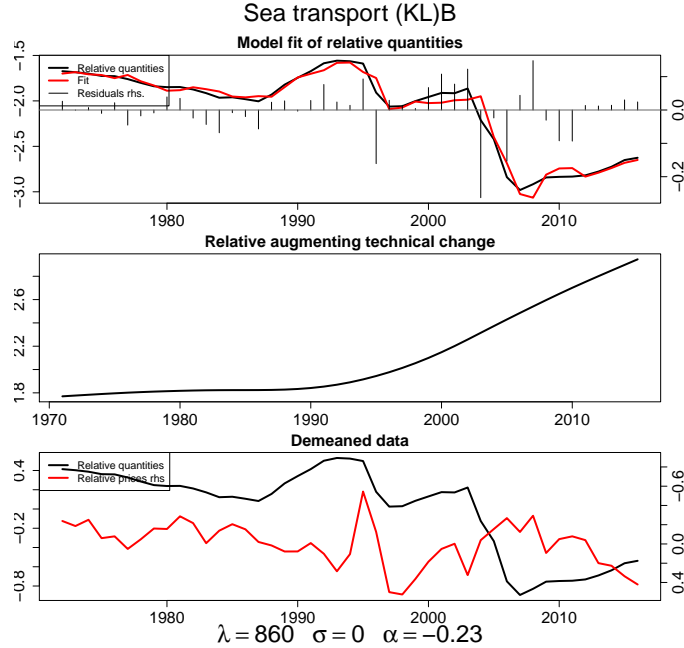 Sea transport (KL)B
Model fit of relative quantities
Relative quantities
Fit
Residuals rhs.
-1.5
-2.0
-3.0
0.0
-0.2
1980 1990 2000 2010
Relative augmenting technical change
2.6
2.2
1.8
1970 1980 1990 2000 2010
Demeaned data
Relative quantities
Relative prices rhs
0.4
-0.2
-0.8
-0.6
0.0
0.4
1980 1990 2000 2010
λ = 860 σ = 0 α = -0.23